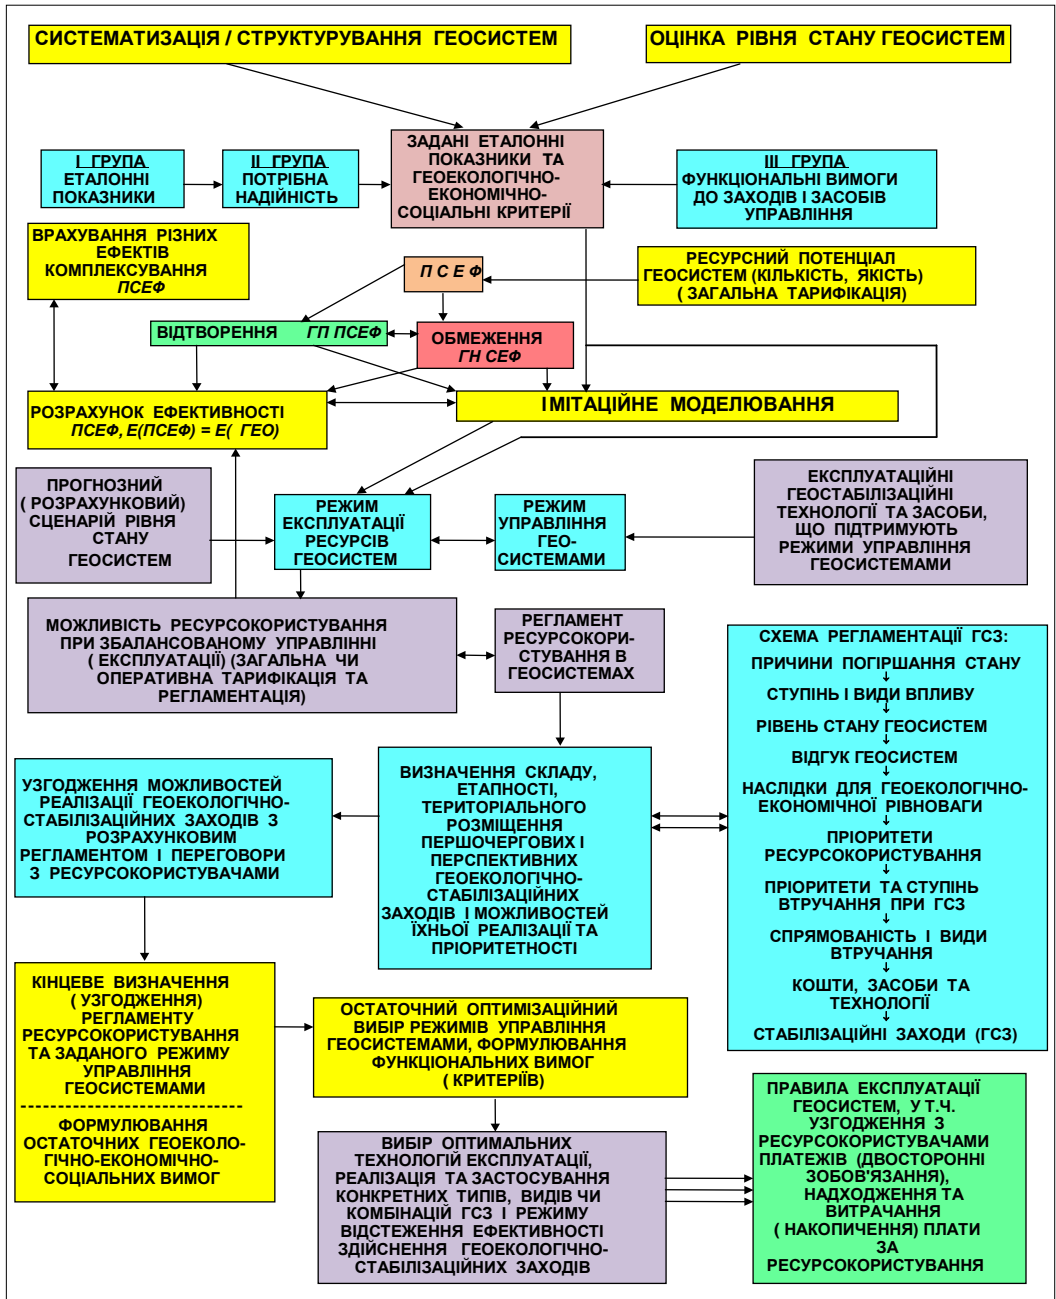 СИСТЕМАТИЗАЦІЯ / СТРУКТУРУВАННЯ ГЕОСИСТЕМ
ОЦІНКА РІВНЯ СТАНУ ГЕОСИСТЕМ
ЗАДАНІ ЕТАЛОННІ
ПОКАЗНИКИ ТА
ГЕОЕКОЛОГІЧНО-
ЕКОНОМІЧНО-
СОЦІАЛЬНІ КРИТЕРІЇ
І ГРУПА
ЕТАЛОННІ
ПОКАЗНИКИ
ІІ ГРУПА
ПОТРІБНА
НАДІЙНІСТЬ
ІІІ ГРУПА
ФУНКЦІОНАЛЬНІ ВИМОГИ
ДО ЗАХОДІВ І ЗАСОБІВ
УПРАВЛІННЯ
ВРАХУВАННЯ РІЗНИХ
ЕФЕКТІВ
КОМПЛЕКСУВАННЯ
ПСЕФ
П С Е Ф
РЕСУРСНИЙ ПОТЕНЦІАЛ
ГЕОСИСТЕМ (КІЛЬКІСТЬ, ЯКІСТЬ)
( ЗАГАЛЬНА ТАРИФІКАЦІЯ)
ВІДТВОРЕННЯ ГП ПСЕФ
ОБМЕЖЕННЯ
ГН СЕФ
РОЗРАХУНОК ЕФЕКТИВНОСТІ
ПСЕФ, Е(ПСЕФ) = Е( ГЕО)
ІМІТАЦІЙНЕ МОДЕЛЮВАННЯ
ПРОГНОЗНИЙ
( РОЗРАХУНКОВИЙ)
СЦЕНАРІЙ РІВНЯ
СТАНУ
ГЕОСИСТЕМ
РЕЖИМ
ЕКСПЛУАТАЦІЇ
РЕСУРСІВ
ГЕОСИСТЕМ
РЕЖИМ
УПРАВЛІННЯ
ГЕО-
СИСТЕМАМИ
ЕКСПЛУАТАЦІЙНІ
ГЕОСТАБІЛІЗАЦІЙНІ
ТЕХНОЛОГІЇ ТА ЗАСОБИ,
ЩО ПІДТРИМУЮТЬ
РЕЖИМИ УПРАВЛІННЯ
ГЕОСИСТЕМАМИ
МОЖЛИВІСТЬ РЕСУРСОКОРИСТУВАННЯ
ПРИ ЗБАЛАНСОВАНОМУ УПРАВЛІННІ
( ЕКСПЛУАТАЦІЇ) (ЗАГАЛЬНА ЧИ
ОПЕРАТИВНА ТАРИФІКАЦІЯ ТА
РЕГЛАМЕНТАЦІЯ)
РЕГЛАМЕНТ
РЕСУРСОКОРИ-
СТУВАННЯ В
ГЕОСИСТЕМАХ
СХЕМА РЕГЛАМЕНТАЦІЇ ГСЗ:
ПРИЧИНИ ПОГІРШАННЯ СТАНУ
СТУПІНЬ І ВИДИ ВПЛИВУ
РІВЕНЬ СТАНУ ГЕОСИСТЕМ
ВІДГУК ГЕОСИСТЕМ
НАСЛІДКИ ДЛЯ ГЕОЕКОЛОГІЧНО-
ЕКОНОМІЧНОЇ РІВНОВАГИ
ПРІОРИТЕТИ
РЕСУРСОКОРИСТУВАННЯ
ПРІОРИТЕТИ ТА СТУПІНЬ
ВТРУЧАННЯ ПРИ ГСЗ
СПРЯМОВАНІСТЬ І ВИДИ
ВТРУЧАННЯ
КОШТИ, ЗАСОБИ ТА
ТЕХНОЛОГІЇ
СТАБІЛІЗАЦІЙНІ ЗАХОДИ (ГСЗ)
УЗГОДЖЕННЯ МОЖЛИВОСТЕЙ
РЕАЛІЗАЦІЇ ГЕОЕКОЛОГІЧНО-
СТАБІЛІЗАЦІЙНИХ ЗАХОДІВ З
РОЗРАХУНКОВИМ
РЕГЛАМЕНТОМ І ПЕРЕГОВОРИ
З РЕСУРСОКОРИСТУВАЧАМИ
ВИЗНАЧЕННЯ СКЛАДУ,
ЕТАПНОСТІ,
ТЕРИТОРІАЛЬНОГО
РОЗМІЩЕННЯ
ПЕРШОЧЕРГОВИХ І
ПЕРСПЕКТИВНИХ
ГЕОЕКОЛОГІЧНО-
СТАБІЛІЗАЦІЙНИХ
ЗАХОДІВ І МОЖЛИВОСТЕЙ
ЇХНЬОЇ РЕАЛІЗАЦІЇ ТА
ПРІОРИТЕТНОСТІ
КІНЦЕВЕ ВИЗНАЧЕННЯ
( УЗГОДЖЕННЯ)
РЕГЛАМЕНТУ
РЕСУРСОКОРИСТУВАННЯ
ТА ЗАДАНОГО РЕЖИМУ
УПРАВЛІННЯ
ГЕОСИСТЕМАМИ
---------------------------
ФОРМУЛЮВАННЯ
ОСТАТОЧНИХ ГЕОЕКОЛО-
ГІЧНО-ЕКОНОМІЧНО-
СОЦІАЛЬНИХ ВИМОГ
ОСТАТОЧНИЙ ОПТИМІЗАЦІЙНИЙ
ВИБІР РЕЖИМІВ УПРАВЛІННЯ
ГЕОСИСТЕМАМИ, ФОРМУЛЮВАННЯ
ФУНКЦІОНАЛЬНИХ ВИМОГ
( КРИТЕРІЇВ)
ВИБІР ОПТИМАЛЬНИХ
ТЕХНОЛОГІЙ ЕКСПЛУАТАЦІЇ,
РЕАЛІЗАЦІЯ ТА ЗАСТОСУВАННЯ
КОНКРЕТНИХ ТИПІВ, ВИДІВ ЧИ
КОМБІНАЦІЙ ГСЗ І РЕЖИМУ
ВІДСТЕЖЕННЯ ЕФЕКТИВНОСТІ
ЗДІЙСНЕННЯ ГЕОЕКОЛОГІЧНО-
СТАБІЛІЗАЦІЙНИХ ЗАХОДІВ
ПРАВИЛА ЕКСПЛУАТАЦІЇ
ГЕОСИСТЕМ, У Т.Ч.
УЗГОДЖЕННЯ З
РЕСУРСОКОРИСТУВАЧАМИ
ПЛАТЕЖІВ (ДВОСТОРОННІ
ЗОБОВ'ЯЗАННЯ),
НАДХОДЖЕННЯ ТА
ВИТРАЧАННЯ
( НАКОПИЧЕННЯ) ПЛАТИ
ЗА
РЕСУРСОКОРИСТУВАННЯ